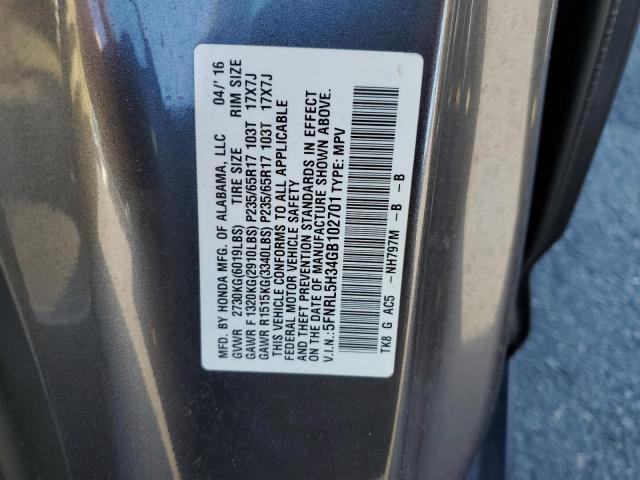 MFD. BY HONDA MFG. OF ALABAMA, LLC 04/'16
GVWR 2730KG(6019LBS) TIRE SIZE RIM SIZE
GAWR F 1320KG(2910LBS) P235/65R17 103T 17X7J
GAWR R 1515KG(3340LBS) P235/65R17 103T 17X7J
THIS VEHICLE CONFORMS TO ALL APPLICABLE
FEDERAL MOTOR VEHICLE SAFETY
AND THEFT PREVENTION STANDARDS IN EFFECT
ON THE DATE OF MANUFACTURE SHOWN ABOVE.
V.I.N.:5FNRL5H34GB102701 TYPE: MPV
TK8 G AC5 -NH797M -B -B